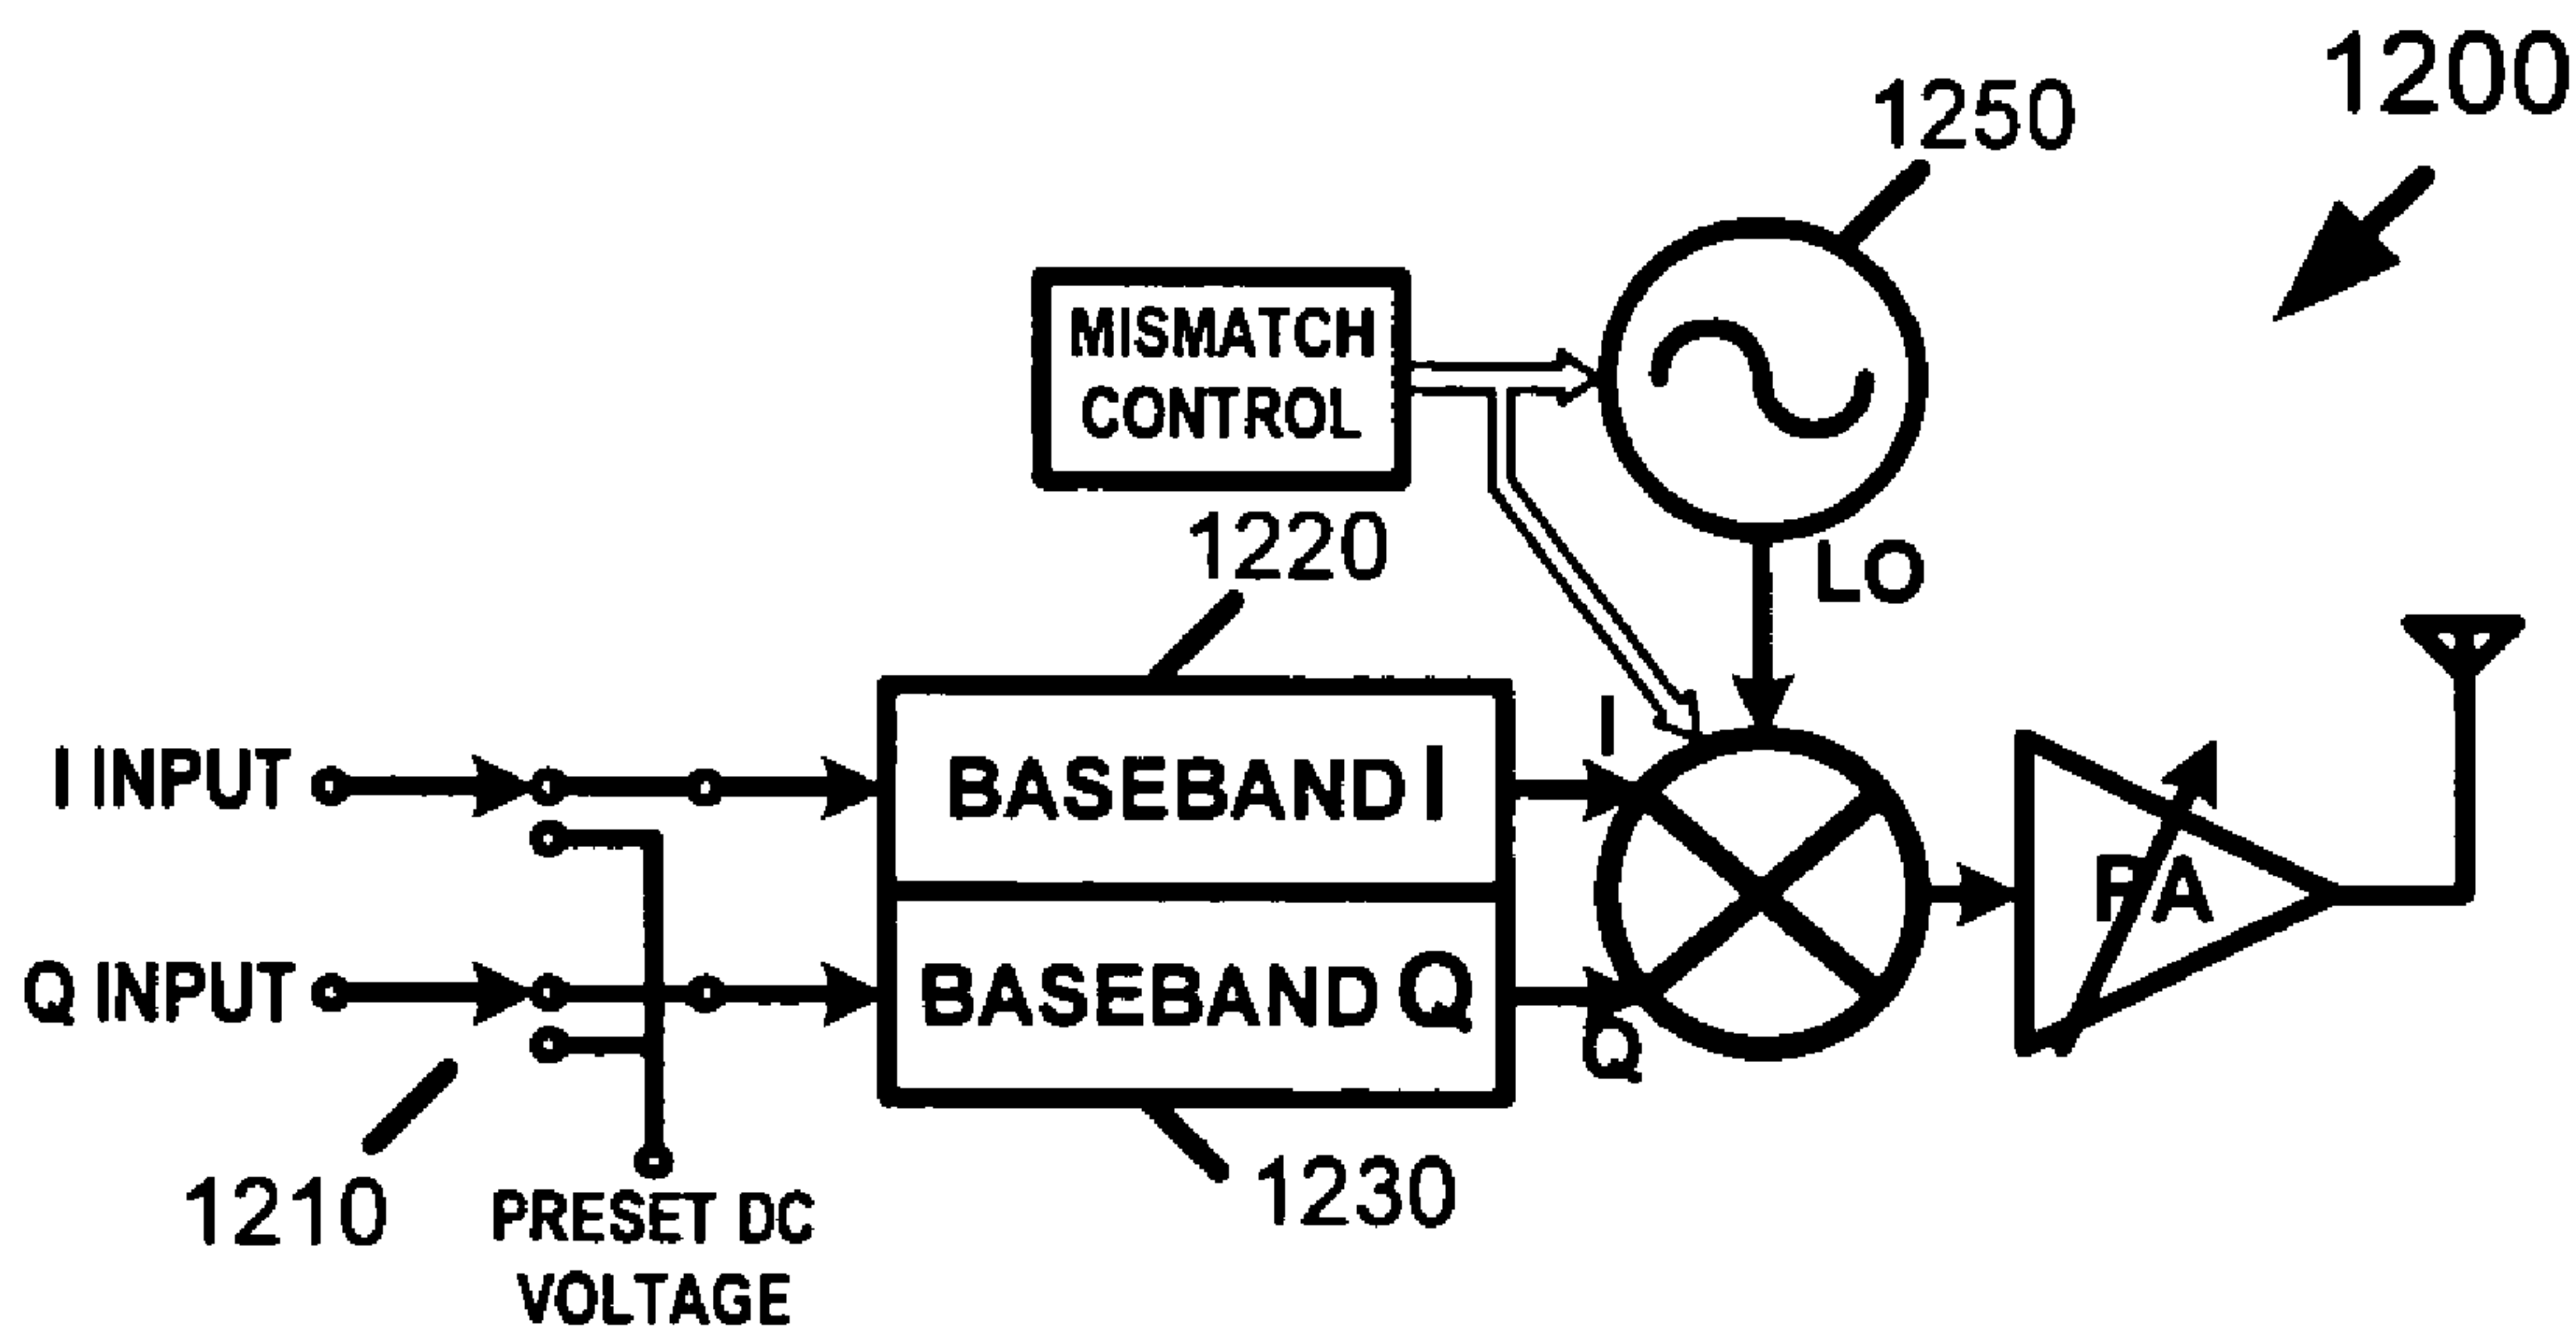 1200
1250
MISMATCH
CONTROL
1220
LO
I INPUT
BASEBAND I
I
PA
Q INPUT
BASEBAND Q
Q
1210
PRESET DC
VOLTAGE
1230